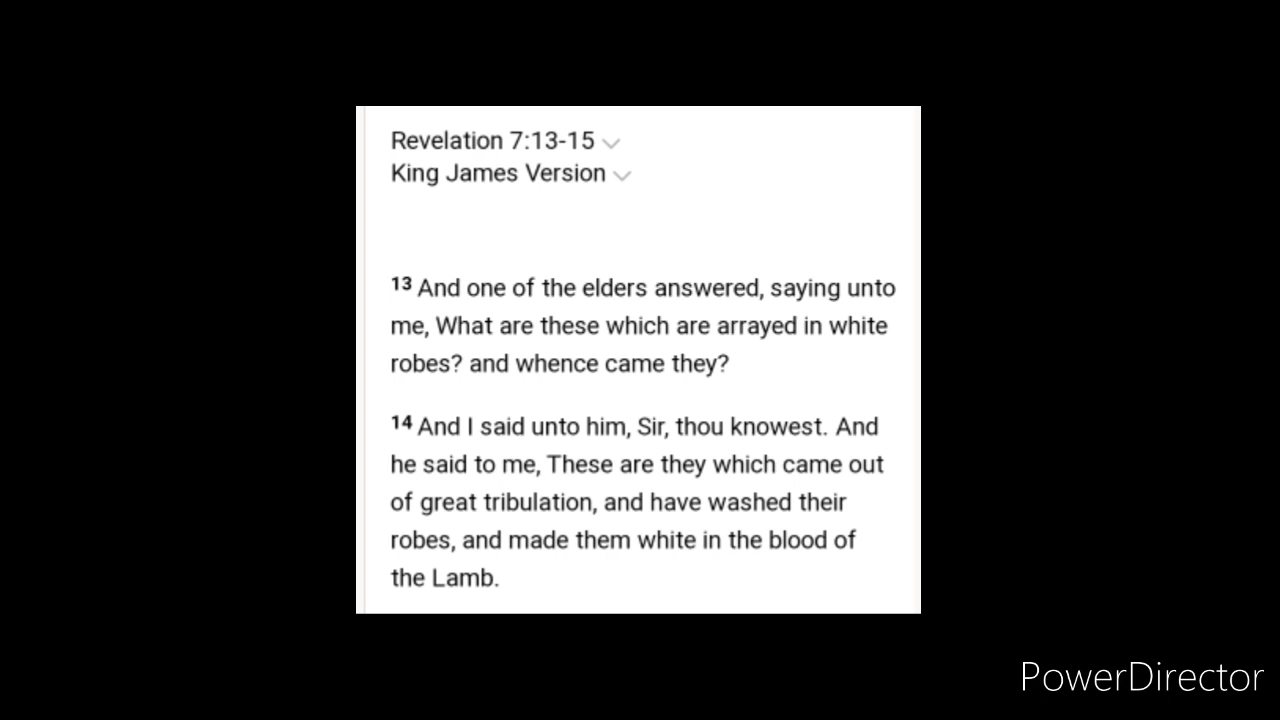 Revelation 7:13-15
King James Version
13 And one of the elders answered, saying unto
me, What are these which are arrayed in white
robes? and whence came they?
14 And I said unto him, Sir, thou knowest. And
he said to me, These are they which came out
of great tribulation, and have washed their
robes, and made them white in the blood of
the Lamb.
PowerDirector